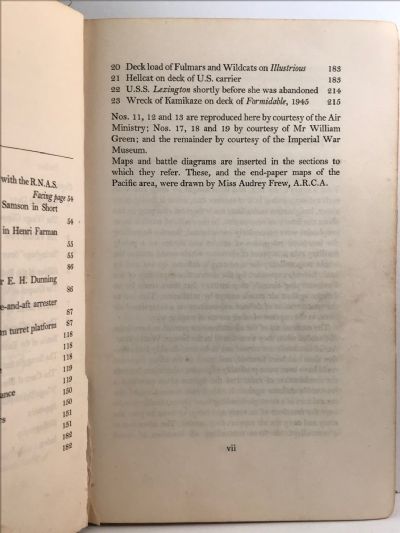 with the R.N.A.S.
Facing page 54
Samson in Short
54
in Henri Farman
55
55
86
E. H. Dunning
86
e-and-aft arrester
87
turret platform 87
118
118
119
119
ance 150
150
151
151
182
182
20 Deck load of Fulmars and Wildcats on Illustrious 183
21 Hellcat on deck of U.S. carrier 183
22 U.S.S. Lexington shortly before she was abandoned 214
23 Wreck of Kamikaze on deck of Formidable, 1945 215
Nos. 11, 12 and 13 are reproduced here by courtesy of the Air
Ministry; Nos. 17, 18 and 19 by courtesy of Mr William
Green; and the remainder by courtesy of the Imperial War
Museum.
Maps and battle diagrams are inserted in the sections to
which they refer. These, and the end-paper maps of the
Pacific area, were drawn by Miss Audrey Frew, A.R.C.A.
vii